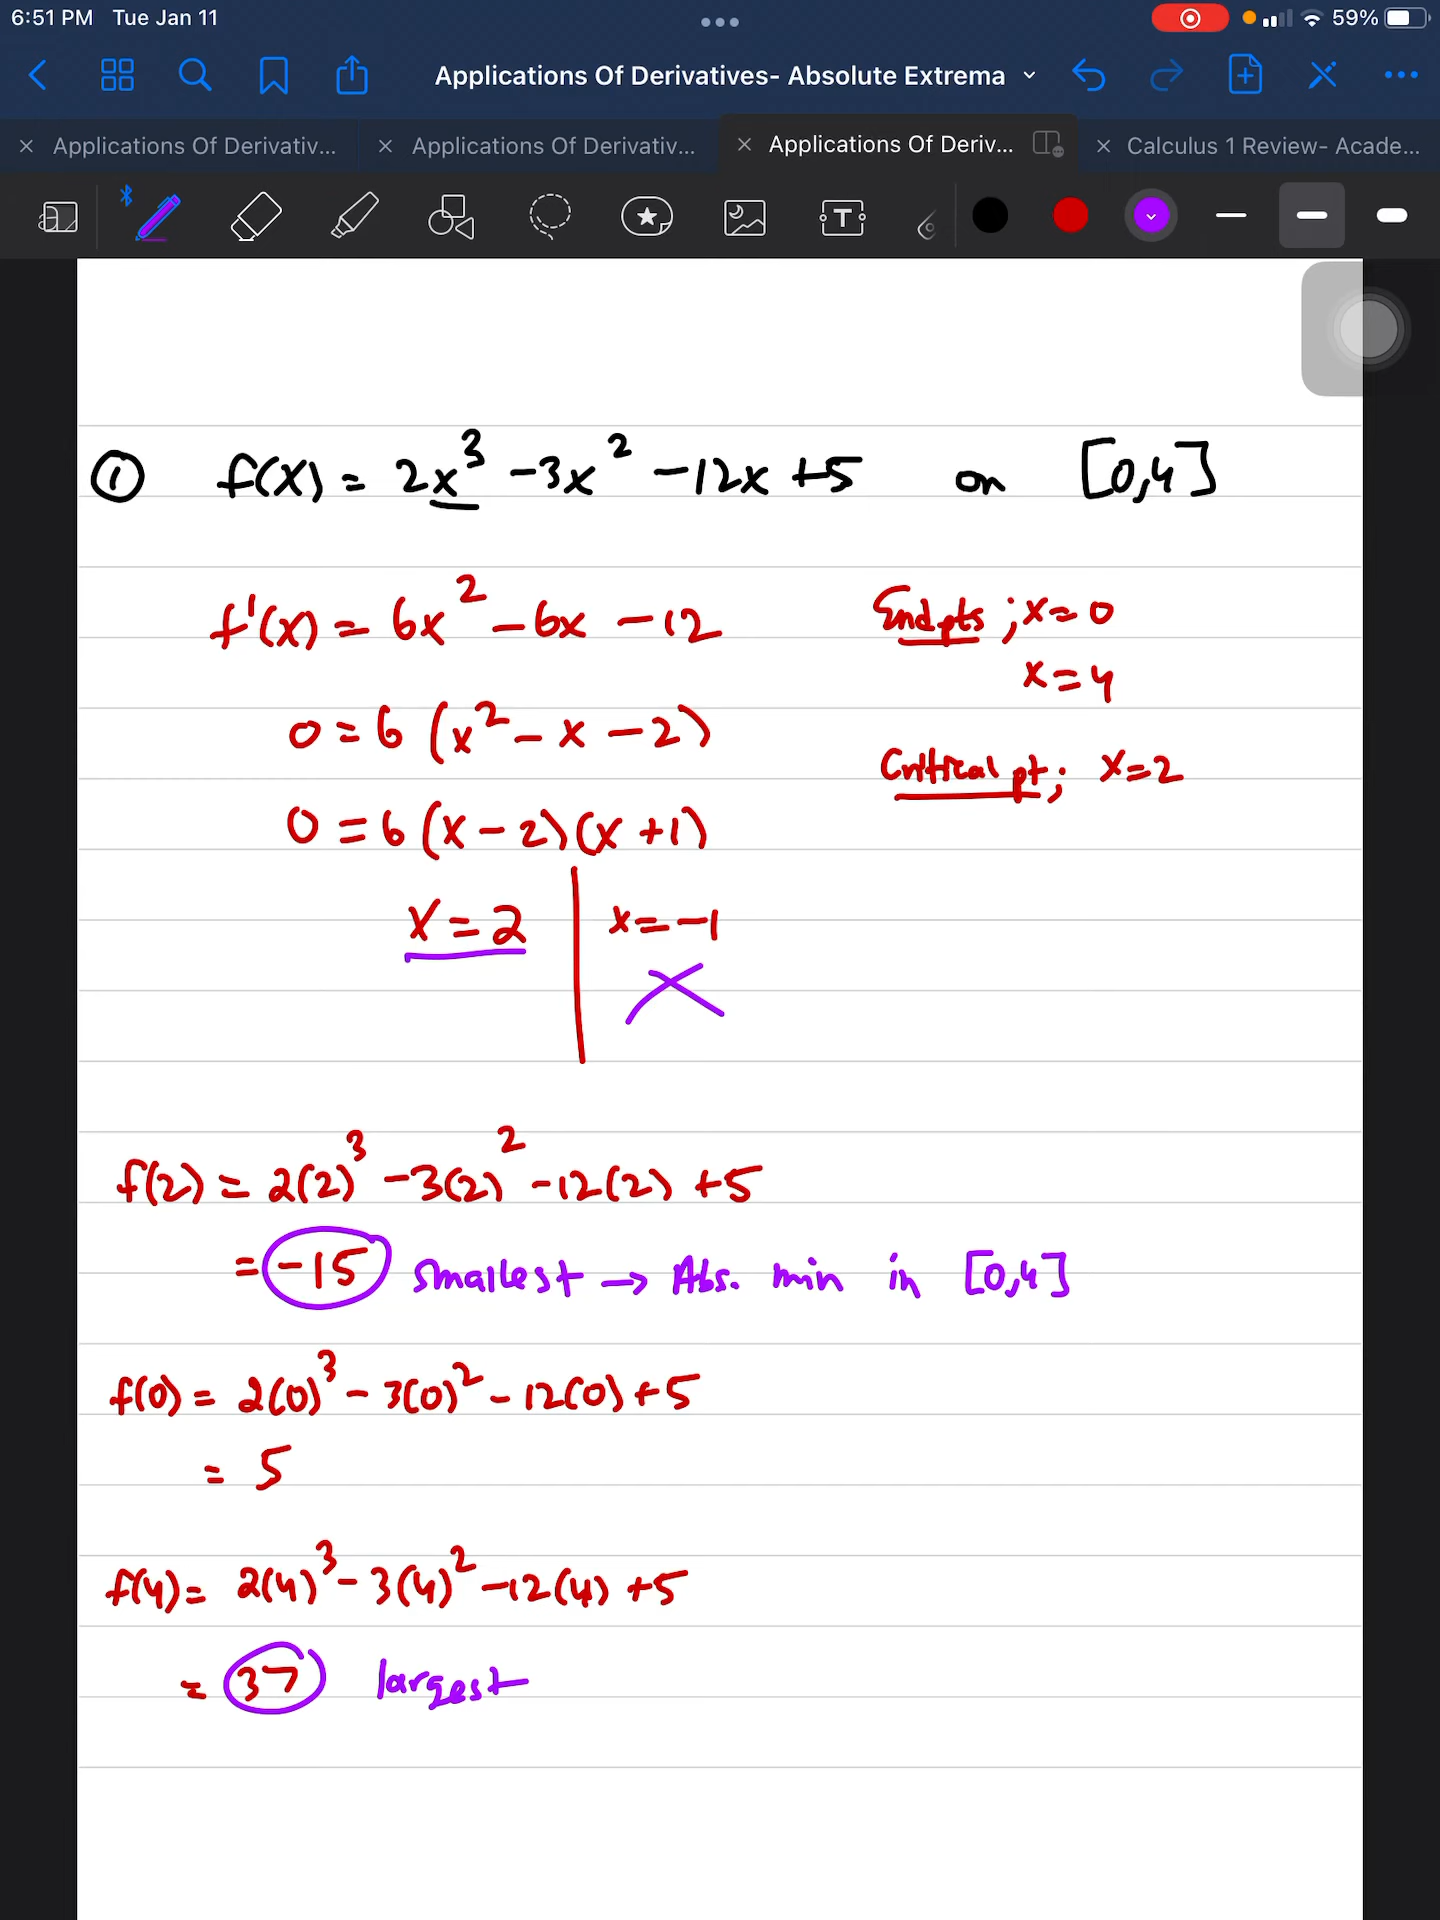 6:51 PM Tue Jan 11
59%
Applications Of Derivatives- Absolute Extrema
Applications Of Derivativ...
Applications Of Derivativ...
Applications Of Deriv...
Calculus 1 Review- Acade...
① f(x) = 2x³ -3x² -12x +5 on [0,4]
f'(x) = 6x² - 6x - 12
End pts ; x = 0
x = 4
0 = 6 (x² - x - 2)
Critical pt; x = 2
0 = 6 (x - 2)(x + 1)
x = 2 | x = -1
f(2) = 2(2)³ -3(2)² -12(2) +5
= -15 smallest → Abs. min in [0,4]
f(0) = 2(0)³ - 3(0)² - 12(0) + 5
= 5
f(4) = 2(4)³ - 3(4)² -12(4) +5
= 37 largest